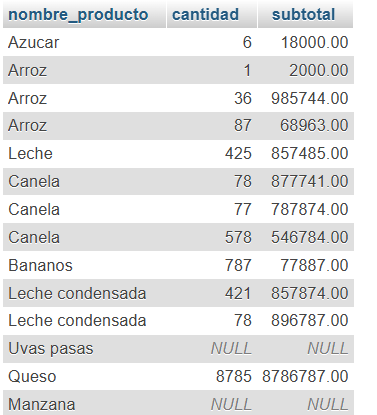 nombre_producto cantidad subtotal
Azucar 6 18000.00
Arroz 1 2000.00
Arroz 36 985744.00
Arroz 87 68963.00
Leche 425 857485.00
Canela 78 877741.00
Canela 77 787874.00
Canela 578 546784.00
Bananos 787 77887.00
Leche condensada 421 857874.00
Leche condensada 78 896787.00
Uvas pasas NULL NULL
Queso 8785 8786787.00
Manzana NULL NULL